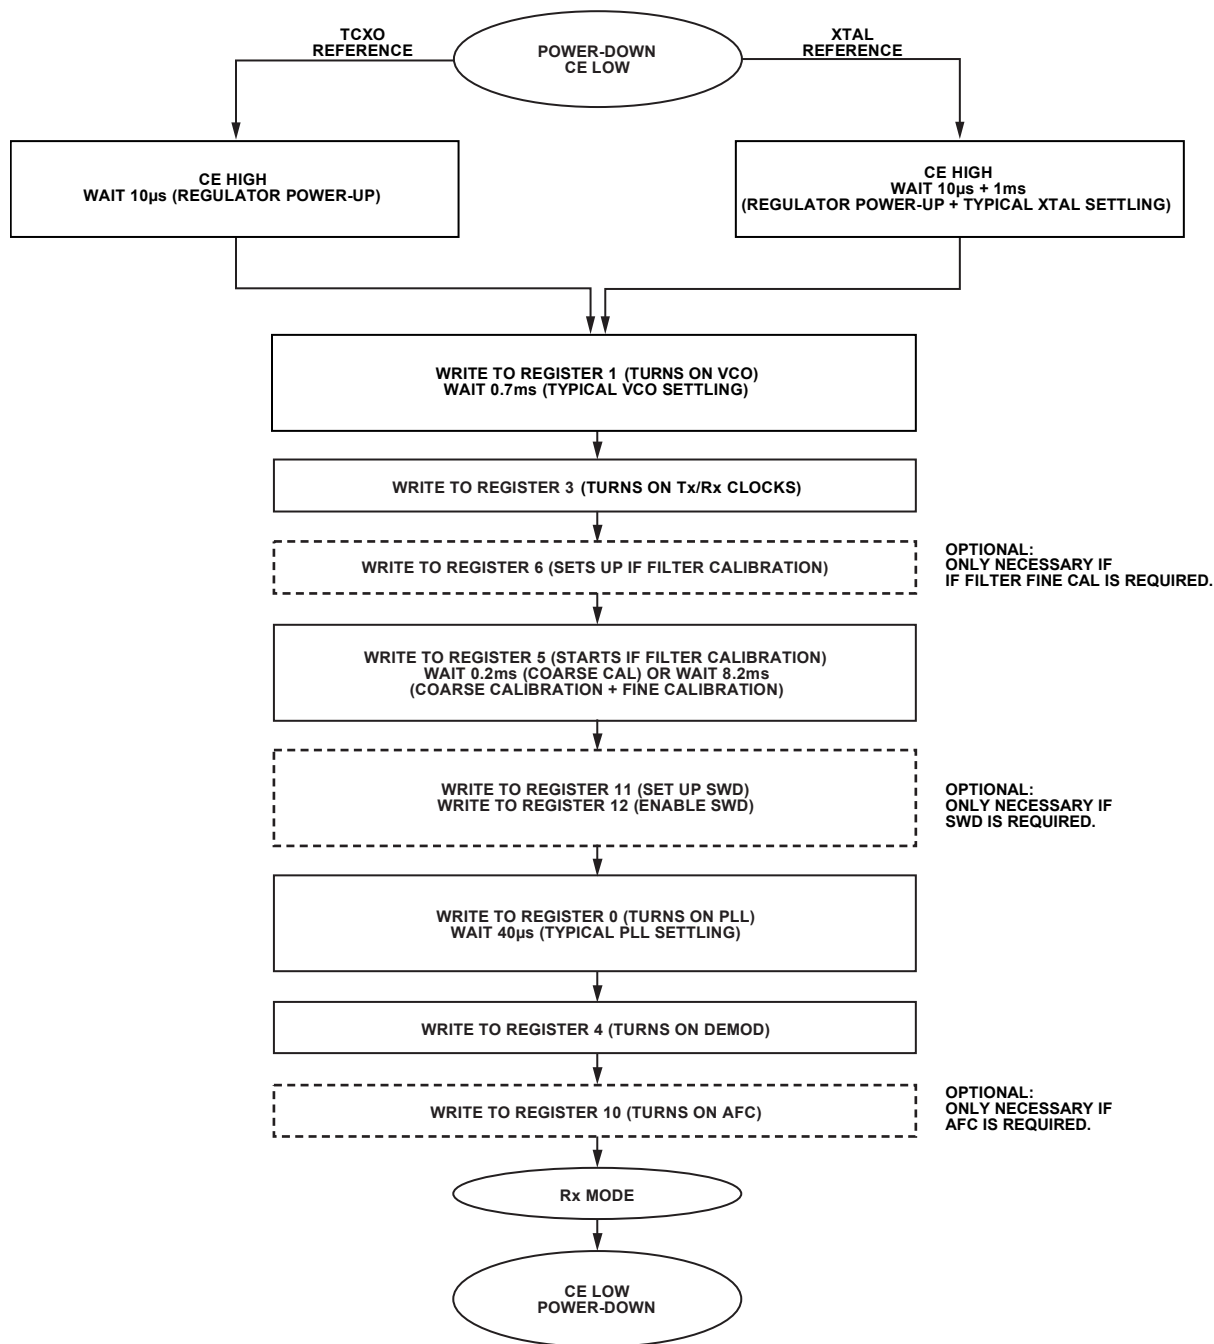 TCXO
REFERENCE
POWER-DOWN
CE LOW
XTAL
REFERENCE
CE HIGH
WAIT 10µs (REGULATOR POWER-UP)
CE HIGH
WAIT 10µs + 1ms
(REGULATOR POWER-UP + TYPICAL XTAL SETTLING)
WRITE TO REGISTER 1 (TURNS ON VCO)
WAIT 0.7ms (TYPICAL VCO SETTLING)
WRITE TO REGISTER 3 (TURNS ON Tx/Rx CLOCKS)
WRITE TO REGISTER 6 (SETS UP IF FILTER CALIBRATION)
OPTIONAL:
ONLY NECESSARY IF
IF FILTER FINE CAL IS REQUIRED.
WRITE TO REGISTER 5 (STARTS IF FILTER CALIBRATION)
WAIT 0.2ms (COARSE CAL) OR WAIT 8.2ms
(COARSE CALIBRATION + FINE CALIBRATION)
WRITE TO REGISTER 11 (SET UP SWD)
WRITE TO REGISTER 12 (ENABLE SWD)
OPTIONAL:
ONLY NECESSARY IF
SWD IS REQUIRED.
WRITE TO REGISTER 0 (TURNS ON PLL)
WAIT 40µs (TYPICAL PLL SETTLING)
WRITE TO REGISTER 4 (TURNS ON DEMOD)
WRITE TO REGISTER 10 (TURNS ON AFC)
OPTIONAL:
ONLY NECESSARY IF
AFC IS REQUIRED.
Rx MODE
CE LOW
POWER-DOWN